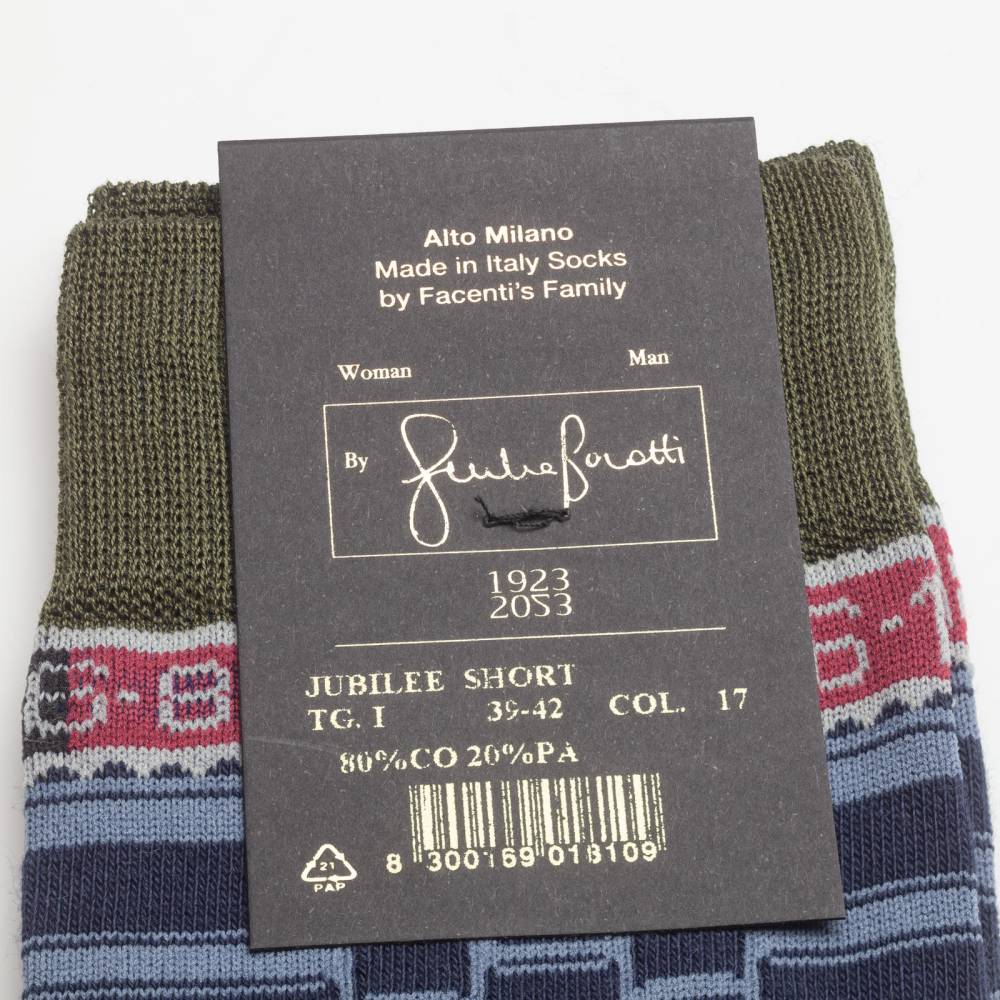 Alto Milano
Made in Italy Socks
by Facenti's Family
Woman Man
By
1923
2053
JUBILEE SHORT
TG. I 39-42 COL. 17
80%CO 20%PA
8 300169 018109
21
PAP